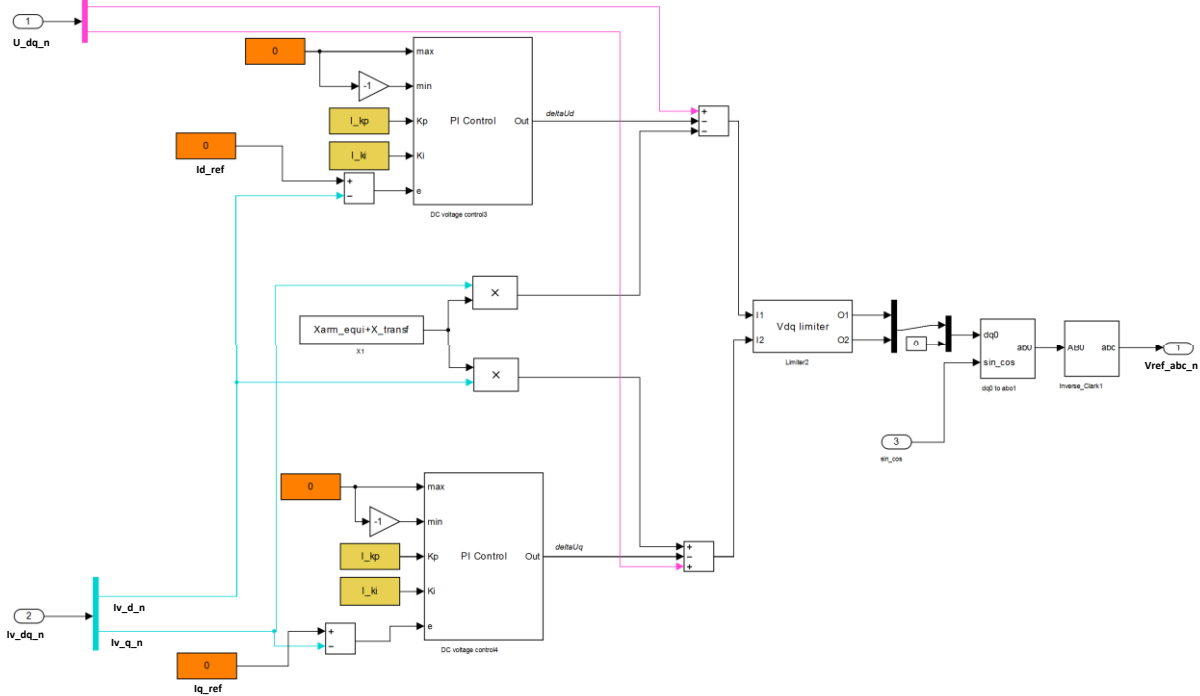 1
U_dq_n
0
max
-1
min
I_kp
Kp
PI Control
Out
deltaUd
I_ki
Ki
0
Id_ref
+
−
e
DC voltage control3
+
−
−
×
Xarm_equi+X_transf
X1
×
I1
I2
Vdq limiter
O1
O2
Limiter2
0
dq0
sin_cos
dq0 to abo1
AB0
abc
Inverse_Clark1
1
Vref_abc_n
3
sin_cos
0
max
-1
min
I_kp
Kp
PI Control
Out
deltaUq
I_ki
Ki
+
−
+
e
DC voltage control4
2
Iv_dq_n
Iv_d_n
Iv_q_n
+
−
0
Iq_ref